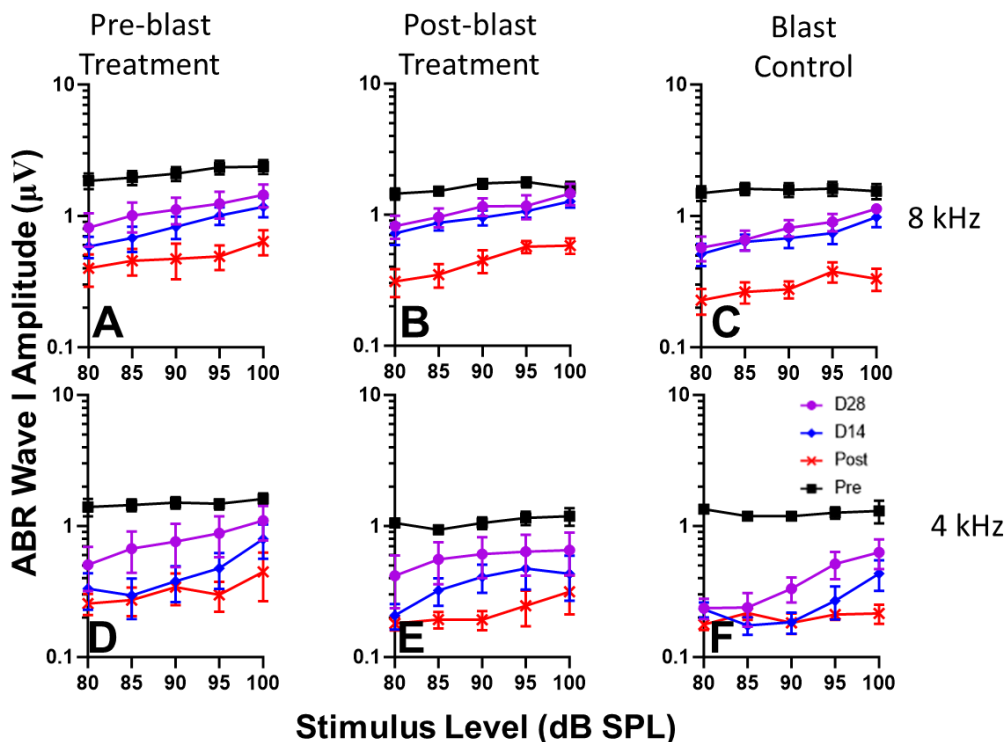 Pre-blast
Treatment
Post-blast
Treatment
Blast
Control
ABR Wave I Amplitude (μV)
10
1
0.1
80 85 90 95 100
A
10
1
0.1
80 85 90 95 100
B
10
1
0.1
80 85 90 95 100
C
8 kHz
10
1
0.1
80 85 90 95 100
D
10
1
0.1
80 85 90 95 100
E
10
1
0.1
80 85 90 95 100
F
D28
D14
Post
Pre
4 kHz
Stimulus Level (dB SPL)